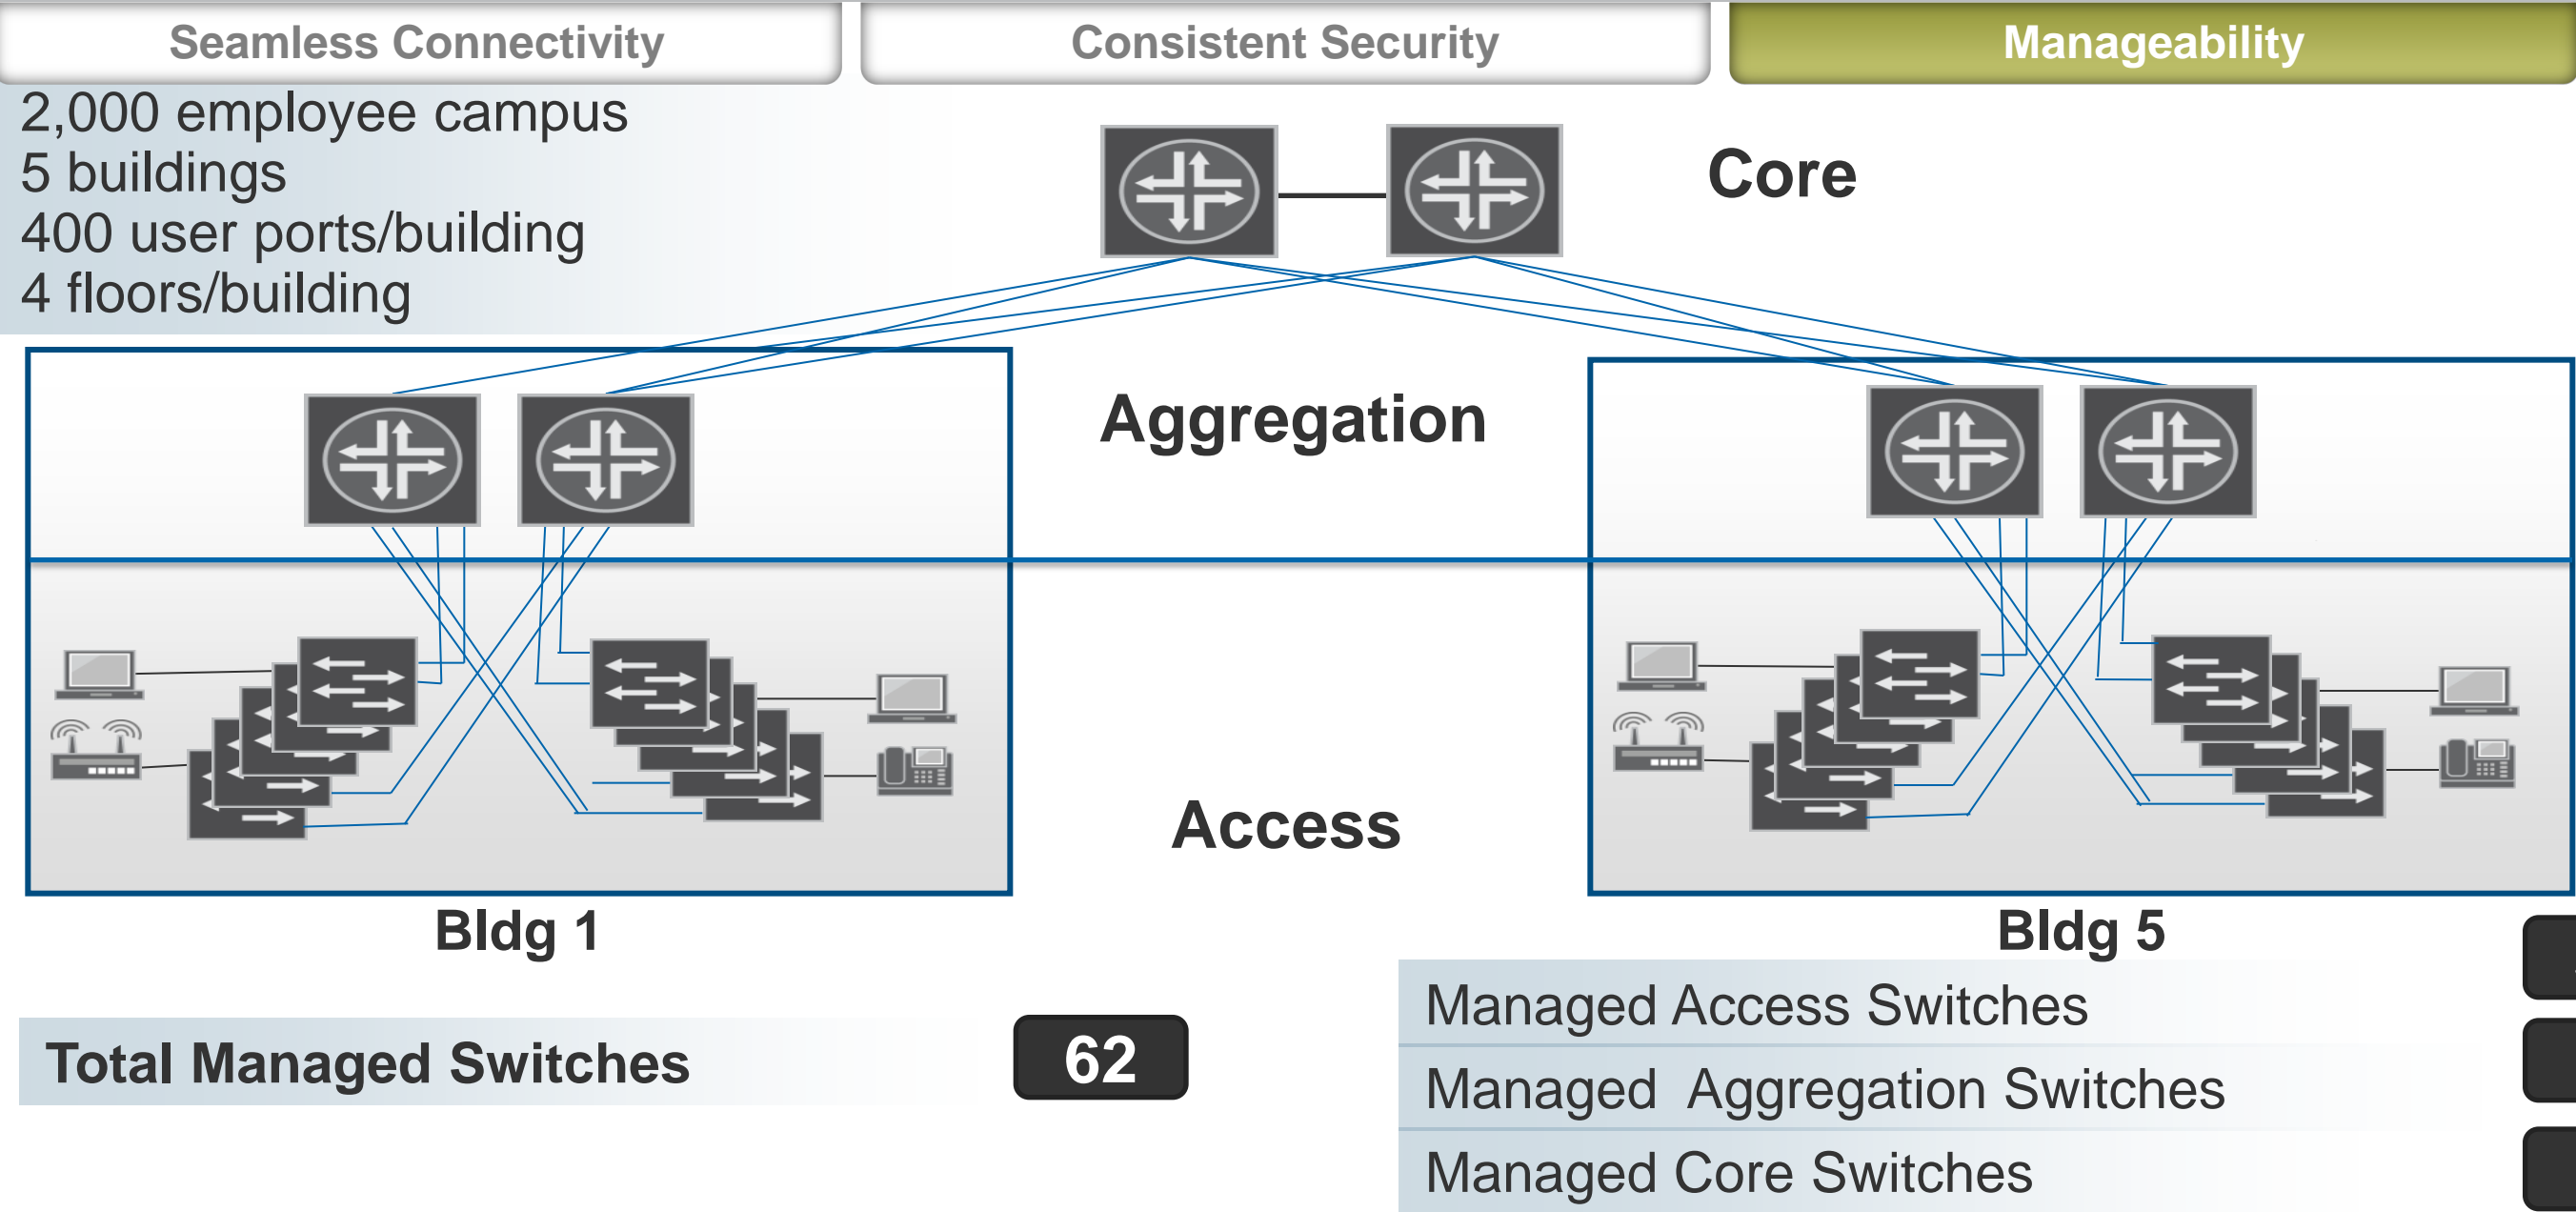 Seamless Connectivity
Consistent Security
Manageability
2,000 employee campus
5 buildings
400 user ports/building
4 floors/building
Core
Aggregation
Access
Bldg 1
Bldg 5
Total Managed Switches
62
Managed Access Switches
Managed Aggregation Switches
Managed Core Switches